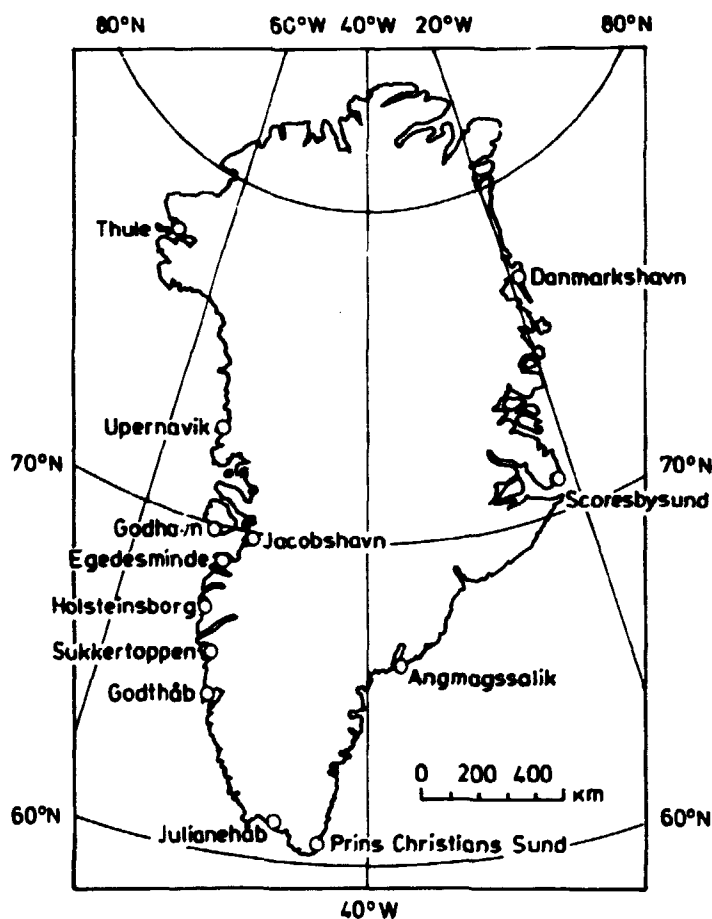 80°N 60°W 40°W 20°W 80°N
Thule
Danmarkshavn
Upernavik
70°N 70°N
Scoresbysund
Godhavn
Jacobshavn
Egedesminde
Holsteinsborg
Sukkertoppen
Angmagssalik
Godthåb
0 200 400
km
60°N 60°N
Julianehåb
Prins Christians Sund
40°W